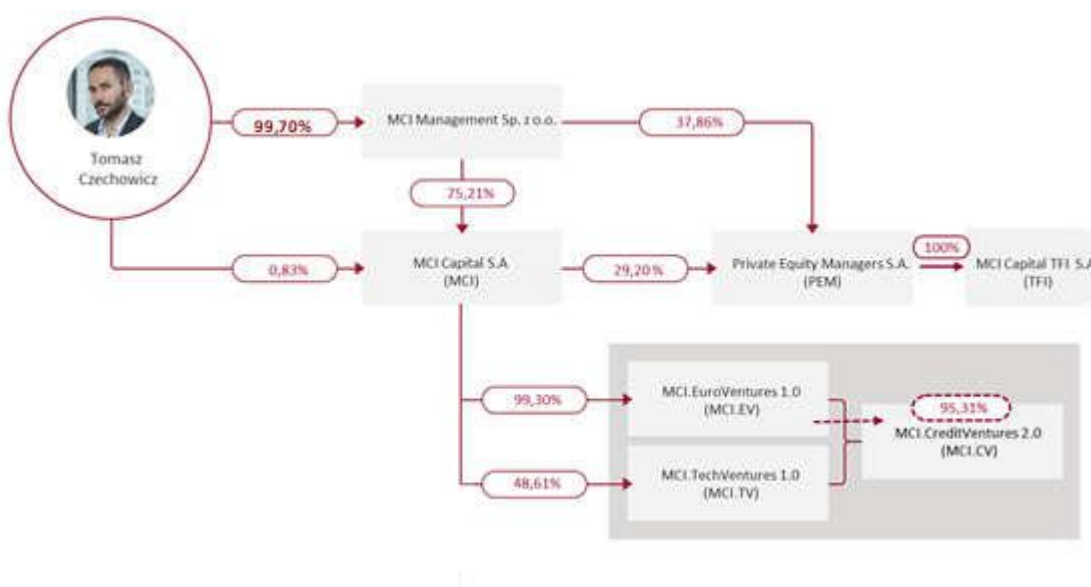 99,70%
MCI Management Sp. z o.o.
37,86%
Tomasz
Czechowicz
75,21%
0,83%
MCI Capital S.A
(MCI)
29,20%
Private Equity Managers S.A.
(PEM)
100%
MCI Capital TFI S.A
(TFI)
99,30%
MCI.EuroVentures 1.0
(MCI.EV)
95,31%
MCI.CreditVentures 2.0
(MCI.CV)
48,61%
MCI.TechVentures 1.0
(MCI.TV)